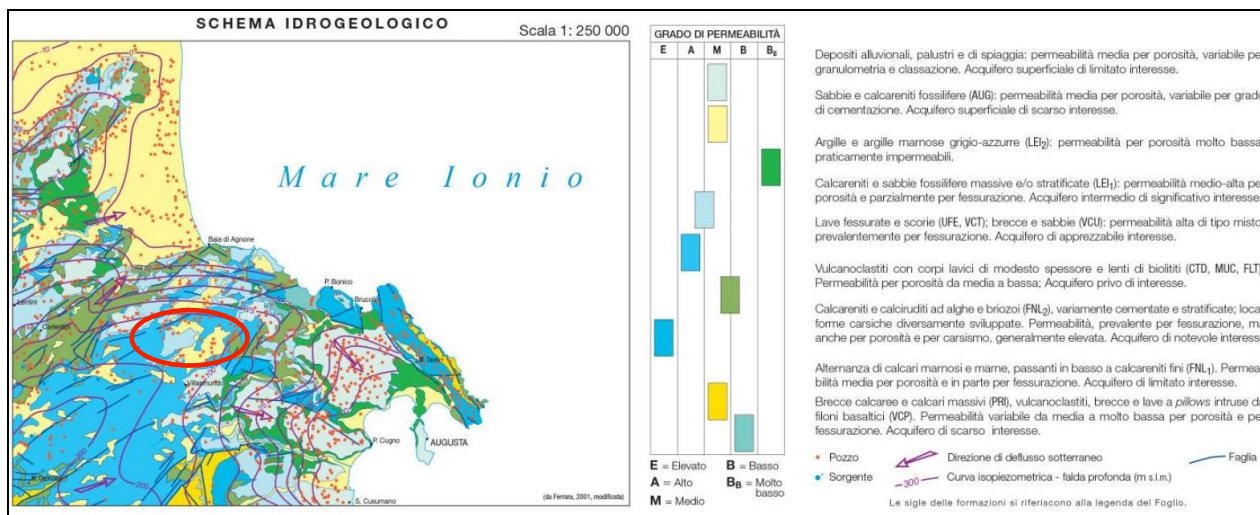 SCHEMA IDROGEOLOGICO
Scala 1: 250 000
Mare Ionio
Baia di Agnone
P. Bonico
Brucoli
Lentini
Carlentini
Villasmundo
M. Tauro
AUGUSTA
P. Cugno
S. Cusumano
(da Ferrara, 2001, modificata)
-10
0
100
200
300
GRADO DI PERMEABILITÀ
E A M B BB
E = Elevato B = Basso
A = Alto BB = Molto basso
M = Medio
Depositi alluvionali, palustri e di spiaggia: permeabilità media per porosità, variabile pe
granulometria e classazione. Acquifero superficiale di limitato interesse.
Sabbie e calcareniti fossilifere (AUG): permeabilità media per porosità, variabile per grado
di cementazione. Acquifero superficiale di scarso interesse.
Argille e argille marnose grigio-azzurre (LEI2): permeabilità per porosità molto bassa
praticamente impermeabili.
Calcareniti e sabbie fossilifere massive e/o stratificate (LEI1): permeabilità medio-alta pe
porosità e parzialmente per fessurazione. Acquifero intermedio di significativo interesse
Lave fessurate e scorie (UFE, VCT); brecce e sabbie (VCU): permeabilità alta di tipo misto
prevalentemente per fessurazione. Acquifero di apprezzabile interesse.
Vulcanoclastiti con corpi lavici di modesto spessore e lenti di biolititi (CTD, MUC, FLT)
Permeabilità per porosità da media a bassa; Acquifero privo di interesse.
Calcareniti e calciruditi ad alghe e briozoi (FNL2), variamente cementate e stratificate; loca
forme carsiche diversamente sviluppate. Permeabilità, prevalente per fessurazione, m
anche per porosità e per carsismo, generalmente elevata. Acquifero di notevole interesse
Alternanza di calcari marnosi e marne, passanti in basso a calcareniti fini (FNL1). Permea-
bilità media per porosità e in parte per fessurazione. Acquifero di limitato interesse.
Brecce calcaree e calcari massivi (PRI), vulcanoclastiti, brecce e lave a pillows intruse da
filoni basaltici (VCP). Permeabilità variabile da media a molto bassa per porosità e pe
fessurazione. Acquifero di scarso interesse.
Pozzo Direzione di deflusso sotterraneo Faglia
Sorgente -300 Curva isopiezometrica - falda profonda (m s.l.m.)
Le sigle delle formazioni si riferiscono alla legenda del Foglio.